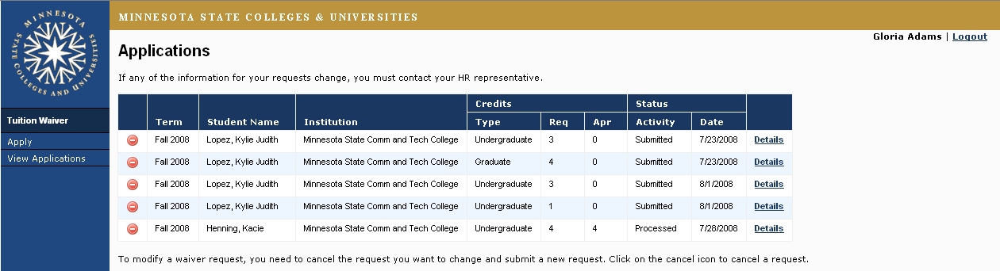 MINNESOTA STATE COLLEGES & UNIVERSITIES
MINNESOTA
STATE COLLEGES AND UNIVERSITIES
Gloria Adams | Logout
Applications
If any of the information for your requests change, you must contact your HR representative.
Tuition Waiver
Apply
View Applications
Credits Status
Term Student Name Institution Type Req Apr Activity Date
Fall 2008 Lopez, Kylie Judith Minnesota State Comm and Tech College Undergraduate 3 0 Submitted 7/23/2008 Details
Fall 2008 Lopez, Kylie Judith Minnesota State Comm and Tech College Graduate 4 0 Submitted 7/23/2008 Details
Fall 2008 Lopez, Kylie Judith Minnesota State Comm and Tech College Undergraduate 3 0 Submitted 8/1/2008 Details
Fall 2008 Lopez, Kylie Judith Minnesota State Comm and Tech College Undergraduate 1 0 Submitted 8/1/2008 Details
Fall 2008 Henning, Kacie Minnesota State Comm and Tech College Undergraduate 4 4 Processed 7/28/2008 Details
To modify a waiver request, you need to cancel the request you want to change and submit a new request. Click on the cancel icon to cancel a request.